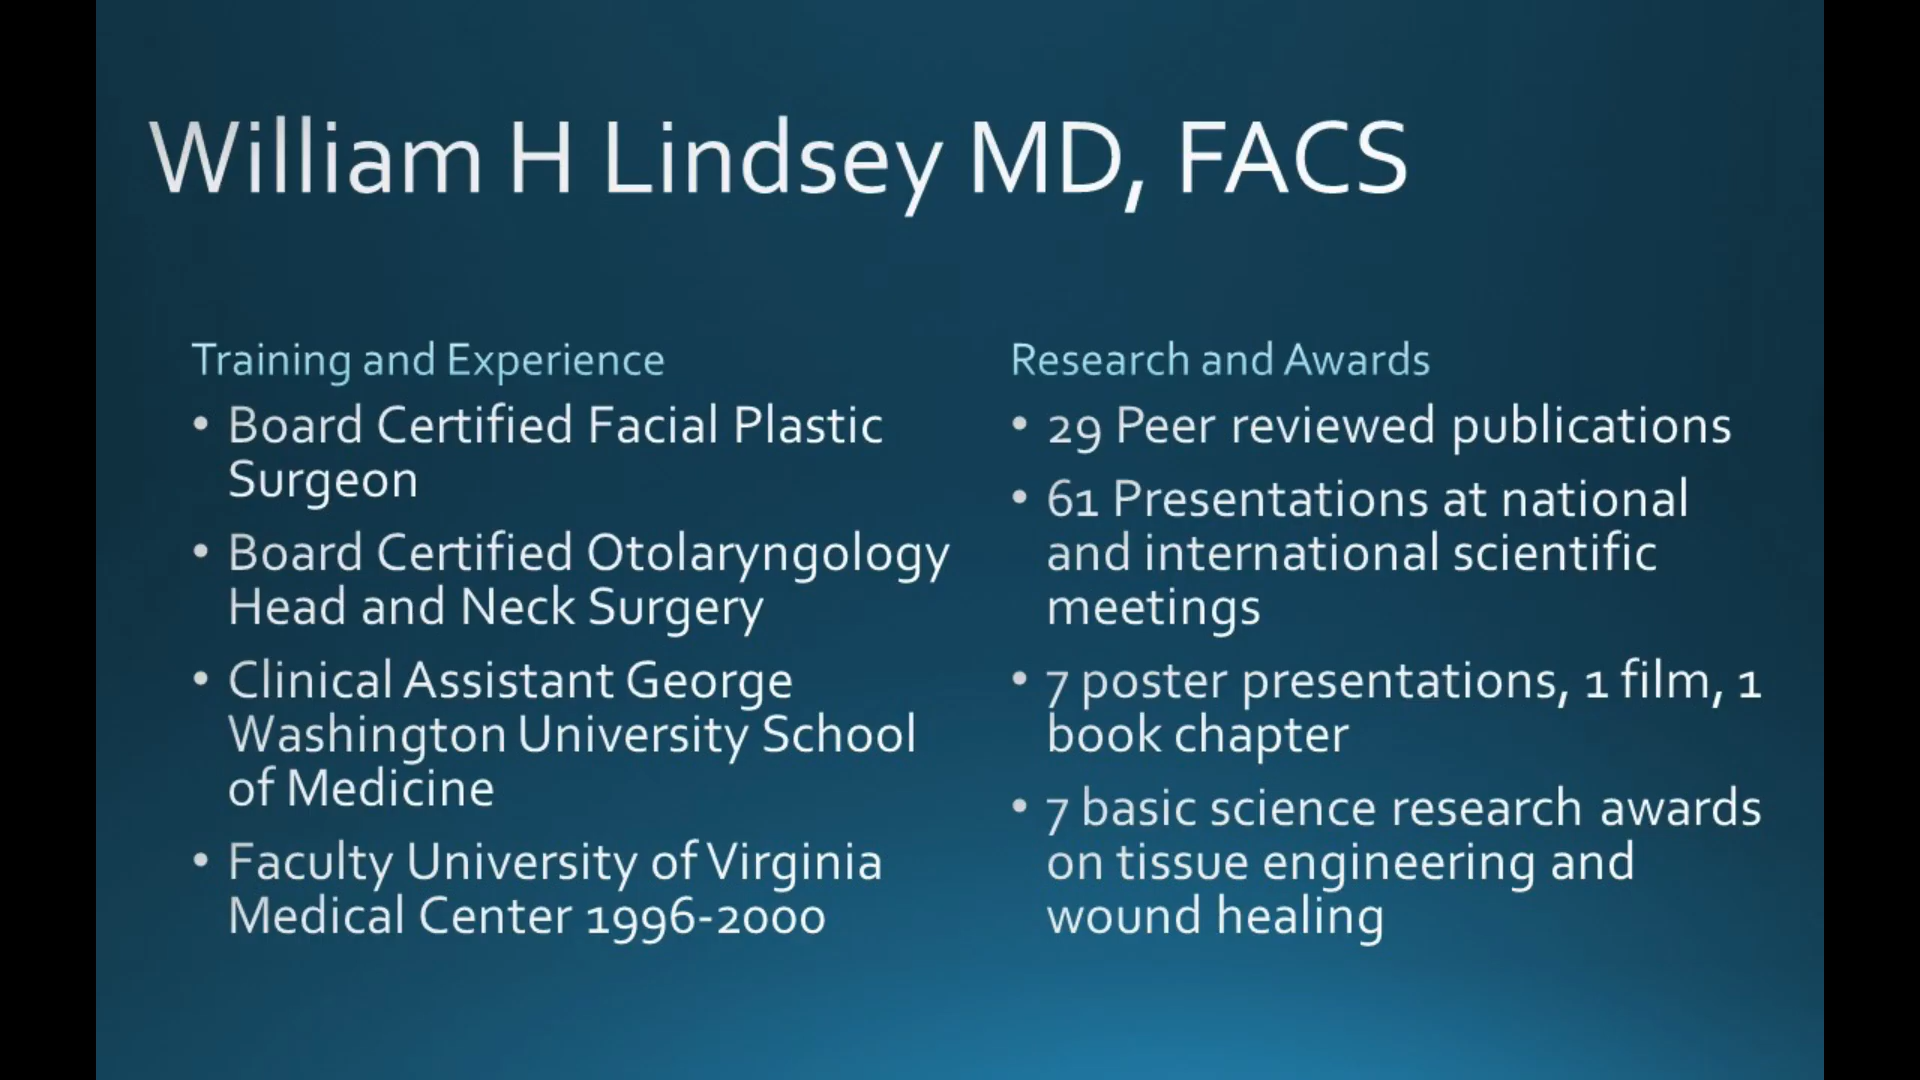 William H Lindsey MD, FACS
Training and Experience
• Board Certified Facial Plastic
Surgeon
• Board Certified Otolaryngology
Head and Neck Surgery
• Clinical Assistant George
Washington University School
of Medicine
• Faculty University of Virginia
Medical Center 1996-2000
Research and Awards
• 29 Peer reviewed publications
• 61 Presentations at national
and international scientific
meetings
• 7 poster presentations, 1 film, 1
book chapter
• 7 basic science research awards
on tissue engineering and
wound healing